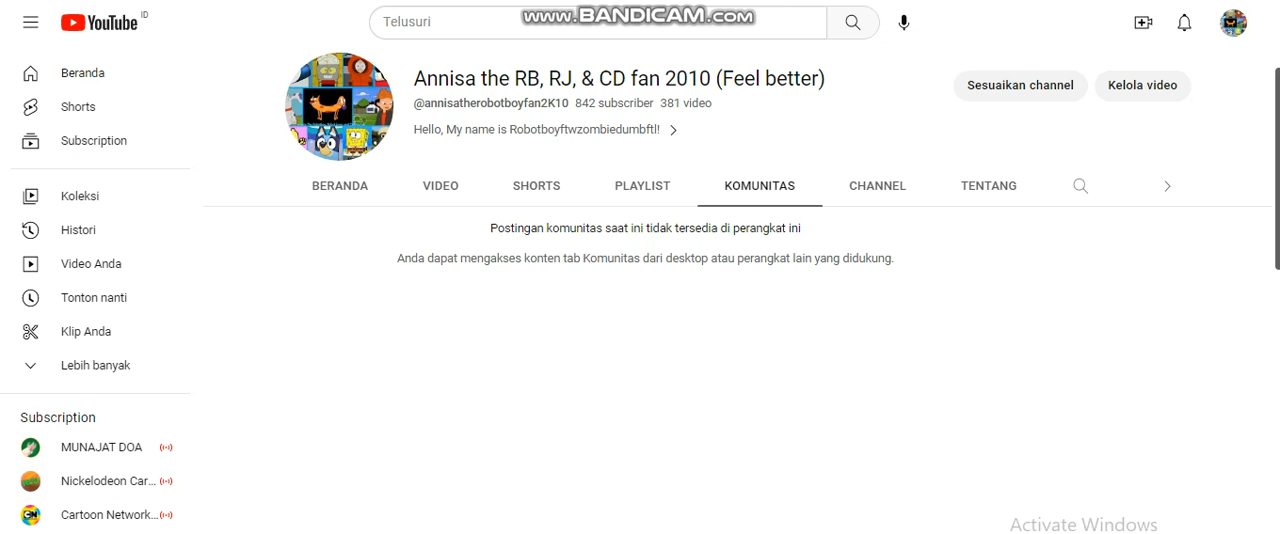 YouTube ID
Telusuri
www.BANDICAM.com
Beranda
Shorts
Subscription
Koleksi
Histori
Video Anda
Tonton nanti
Klip Anda
Lebih banyak
Subscription
MUNAJAT DOA
Nickelodeon Car...
Cartoon Network...
Annisa the RB, RJ, & CD fan 2010 (Feel better)
@annisatherobotboyfan2K10 842 subscriber 381 video
Hello, My name is Robotboyftwzombiedumbftl!
Sesuaikan channel
Kelola video
BERANDA VIDEO SHORTS PLAYLIST KOMUNITAS CHANNEL TENTANG
Postingan komunitas saat ini tidak tersedia di perangkat ini
Anda dapat mengakses konten tab Komunitas dari desktop atau perangkat lain yang didukung.
Activate Windows